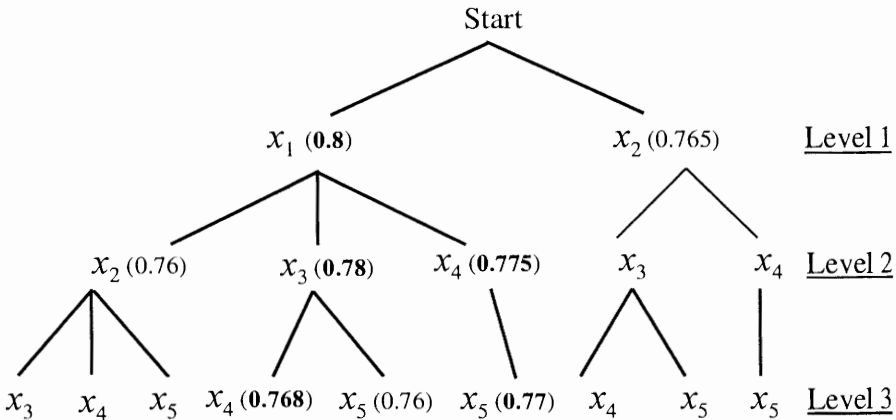 Start
x₁ (0.8) x₂ (0.765) Level 1
x₂ (0.76) x₃ (0.78) x₄ (0.775) x₃ x₄ Level 2
x₃ x₄ x₅ x₄ (0.768) x₅ (0.76) x₅ (0.77) x₄ x₅ x₅ Level 3